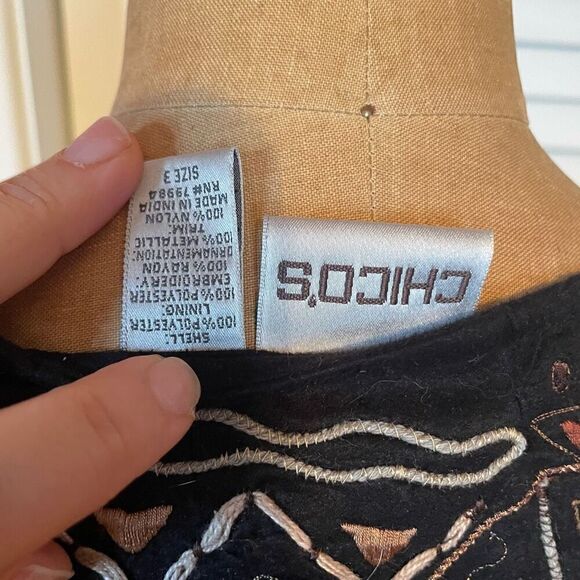 SHELL:
100% POLYESTER
LINING:
100% POLYESTER
EMBROIDERY:
100% RAYON
ORNAMENTATION:
100% METALLIC
TRIM:
100% NYLON
MADE IN INDIA
RN# 79984
SIZE 3
CHICO'S